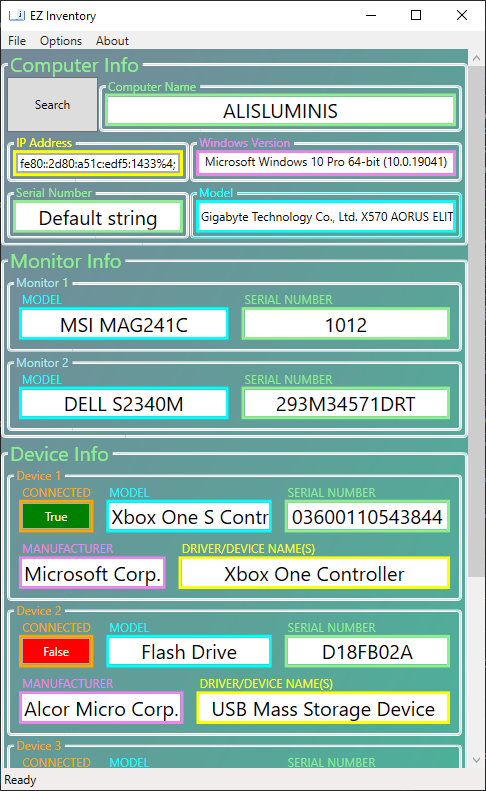 EZ Inventory
File Options About
Computer Info
Search
Computer Name
ALISLUMINIS
IP Address
fe80::2d80:a51c:edf5:1433%4;
Windows Version
Microsoft Windows 10 Pro 64-bit (10.0.19041)
Serial Number
Default string
Model
Gigabyte Technology Co., Ltd. X570 AORUS ELIT
Monitor Info
Monitor 1
MODEL SERIAL NUMBER
MSI MAG241C 1012
Monitor 2
MODEL SERIAL NUMBER
DELL S2340M 293M34571DRT
Device Info
Device 1
CONNECTED MODEL SERIAL NUMBER
True Xbox One S Contr 03600110543844
MANUFACTURER DRIVER/DEVICE NAME(S)
Microsoft Corp. Xbox One Controller
Device 2
CONNECTED MODEL SERIAL NUMBER
False Flash Drive D18FB02A
MANUFACTURER DRIVER/DEVICE NAME(S)
Alcor Micro Corp. USB Mass Storage Device
Device 3
CONNECTED MODEL SERIAL NUMBER
Ready